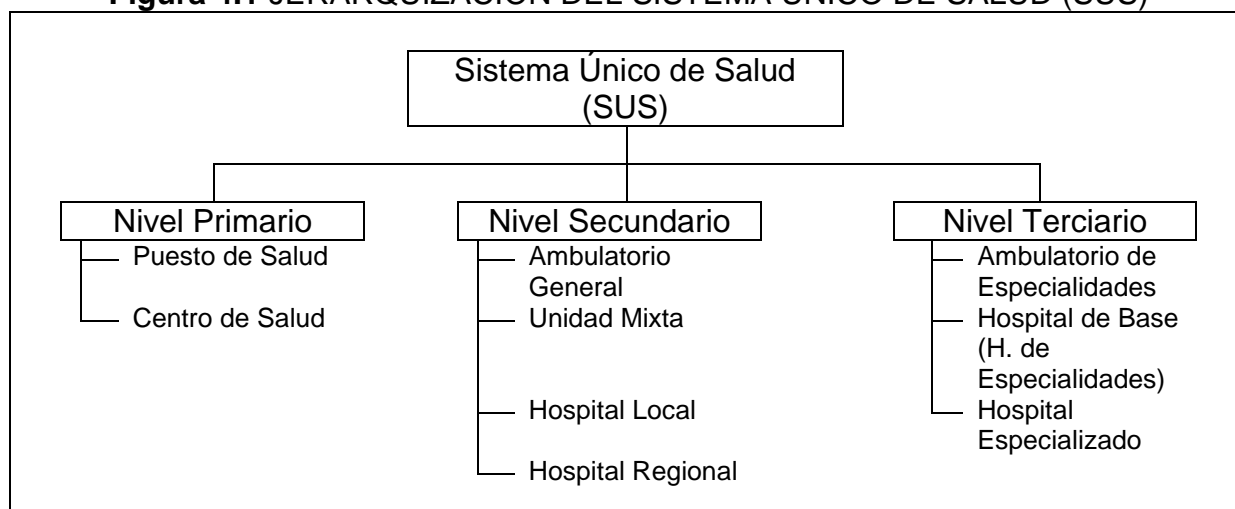 Figura 4.1 JERARQUIZACIÓN DEL SISTEMA ÚNICO DE SALUD (SUS)
Sistema Único de Salud
(SUS)
Nivel Primario
Puesto de Salud
Centro de Salud
Nivel Secundario
Ambulatorio
General
Unidad Mixta
Hospital Local
Hospital Regional
Nivel Terciario
Ambulatorio de
Especialidades
Hospital de Base
(H. de
Especialidades)
Hospital
Especializado